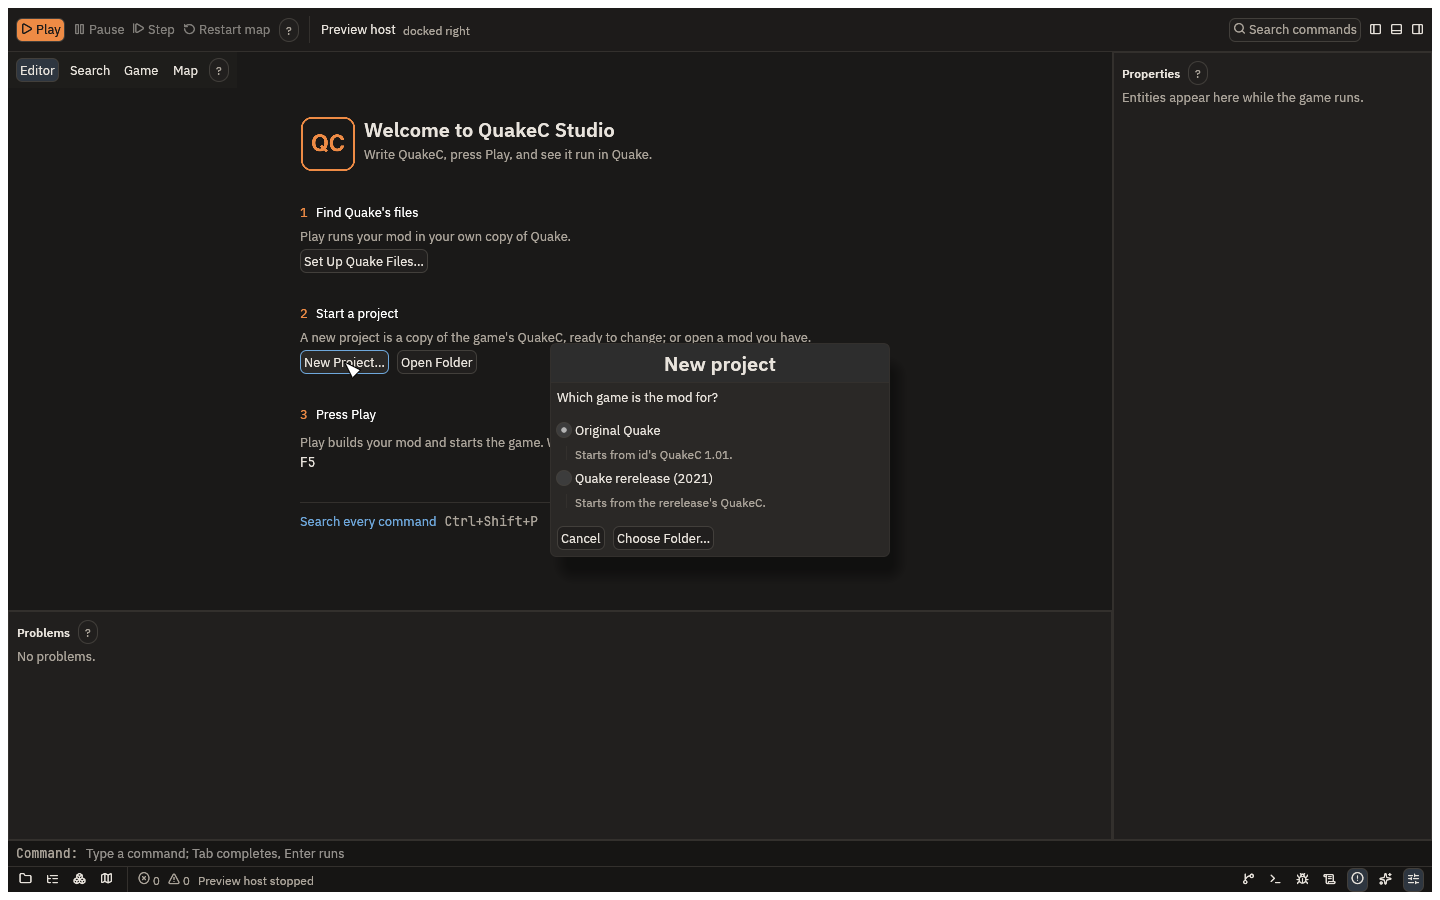 Play Pause Step Restart map ? Preview host docked right Search commands
Editor Search Game Map ?
Properties ?
Entities appear here while the game runs.
QC
Welcome to QuakeC Studio
Write QuakeC, press Play, and see it run in Quake.
1 Find Quake's files
Play runs your mod in your own copy of Quake.
Set Up Quake Files...
2 Start a project
A new project is a copy of the game's QuakeC, ready to change; or open a mod you have.
New Project... Open Folder
3 Press Play
Play builds your mod and starts the game.
F5
Search every command Ctrl+Shift+P
New project
Which game is the mod for?
Original Quake
Starts from id's QuakeC 1.01.
Quake rerelease (2021)
Starts from the rerelease's QuakeC.
Cancel Choose Folder...
Problems ?
No problems.
Command: Type a command; Tab completes, Enter runs
0 0 Preview host stopped